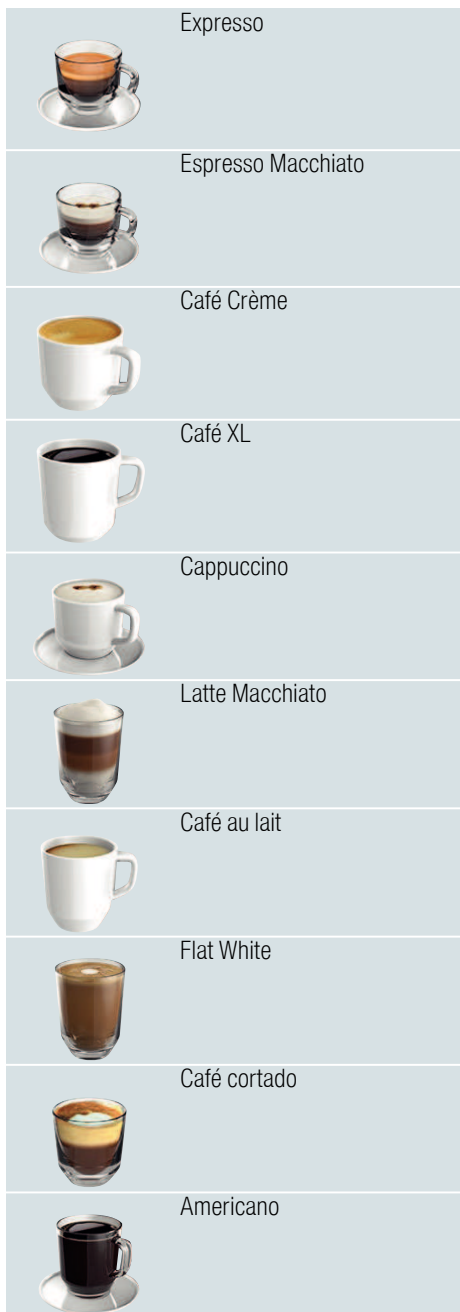 Expresso
Espresso Macchiato
Café Crème
Café XL
Cappuccino
Latte Macchiato
Café au lait
Flat White
Café cortado
Americano